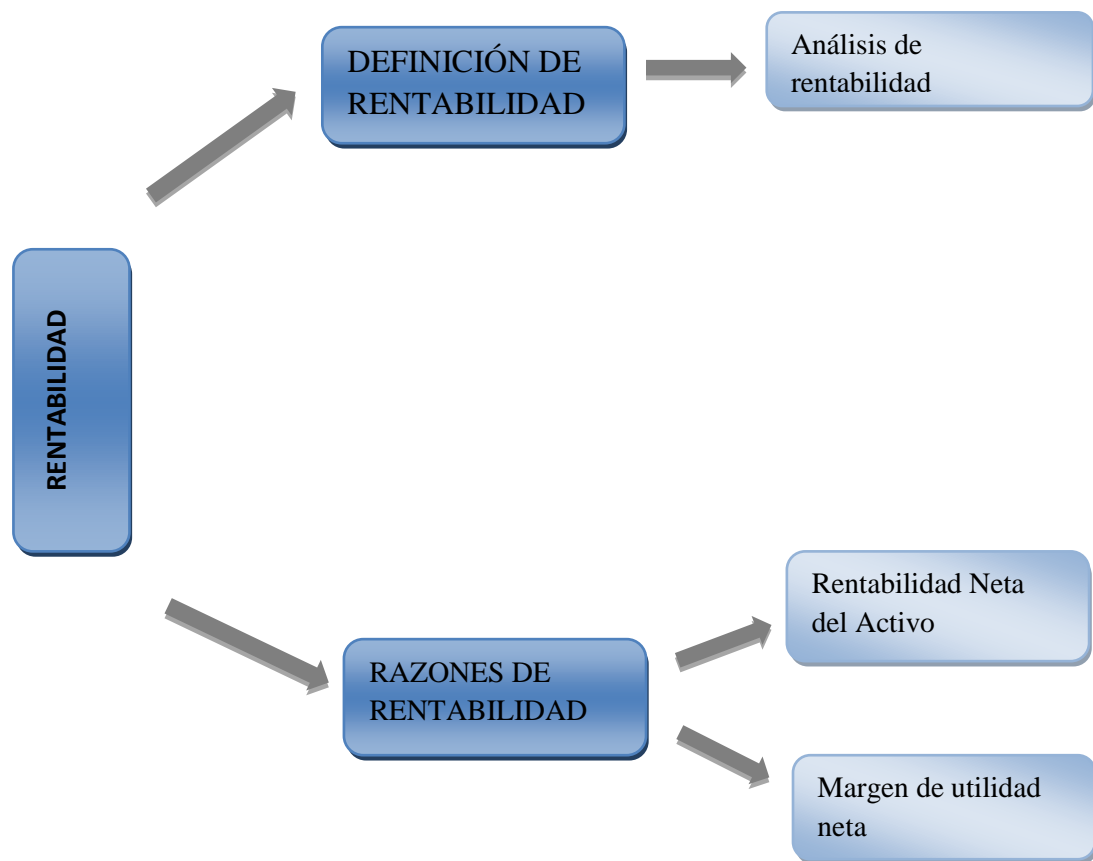 DEFINICIÓN DE
RENTABILIDAD
Análisis de
rentabilidad
RENTABILIDAD
RAZONES DE
RENTABILIDAD
Rentabilidad Neta
del Activo
Margen de utilidad
neta